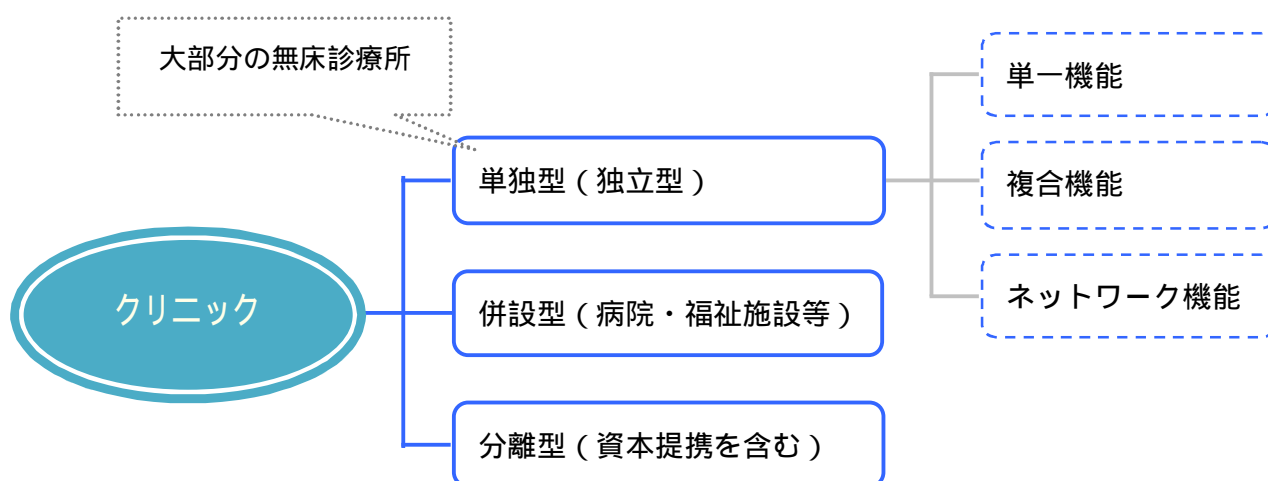 大部分の無床診療所
単一機能
単独型（独立型）
複合機能
クリニック
併設型（病院・福祉施設等）
ネットワーク機能
分離型（資本提携を含む）